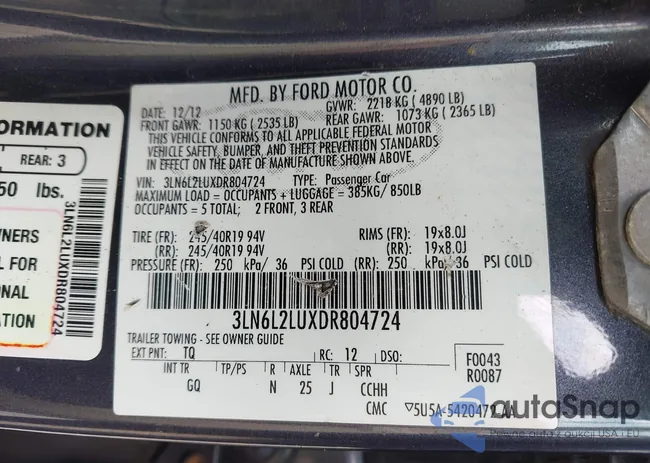 MFD. BY FORD MOTOR CO.
DATE: 12/12 GVWR: 2218 KG ( 4890 LB)
FRONT GAWR: 1150 KG ( 2535 LB) REAR GAWR: 1073 KG ( 2365 LB)
THIS VEHICLE CONFORMS TO ALL APPLICABLE FEDERAL MOTOR
VEHICLE SAFETY, BUMPER, AND THEFT PREVENTION STANDARDS
IN EFFECT ON THE DATE OF MANUFACTURE SHOWN ABOVE.
VIN: 3LN6L2LUXDR804724 TYPE: Passenger Car
MAXIMUM LOAD = OCCUPANTS + LUGGAGE = 385KG/ 850LB
OCCUPANTS = 5 TOTAL; 2 FRONT, 3 REAR
TIRE (FR): 245/40R19 94V RIMS (FR): 19x8.0J
(RR): 245/40R19 94V (RR): 19x8.0J
PRESSURE (FR): 250 kPa/ 36 PSI COLD (RR): 250 kPa/ 36 PSI COLD
3LN6L2LUXDR804724
TRAILER TOWING - SEE OWNER GUIDE
EXT PNT: TQ RC: 12 DSO:
INT TR TP/PS R AXLE TR SPR
GQ N 25 J CCHH
F0043
R0087
CMC ▽5U5A-5420472-AA
ORMATION
REAR: 3
50 lbs.
WNERS
L FOR
ONAL
TION
3LN6L2LUXDR804724
autoSnap